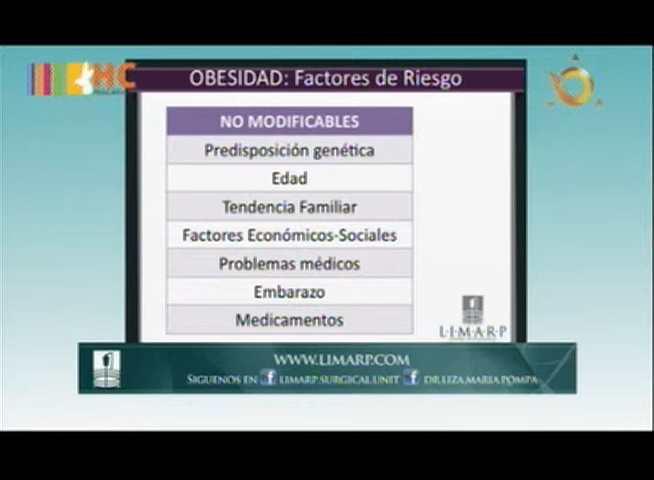 HC
OBESIDAD: Factores de Riesgo
NO MODIFICABLES
Predisposición genética
Edad
Tendencia Familiar
Factores Económicos-Sociales
Problemas médicos
Embarazo
Medicamentos
L·I·M·A·R·P
WWW.LIMARP.COM
SIGUENOS EN f LIMARP.SURGICAL.UNIT f DR.LIZA.MARIA.POMPA